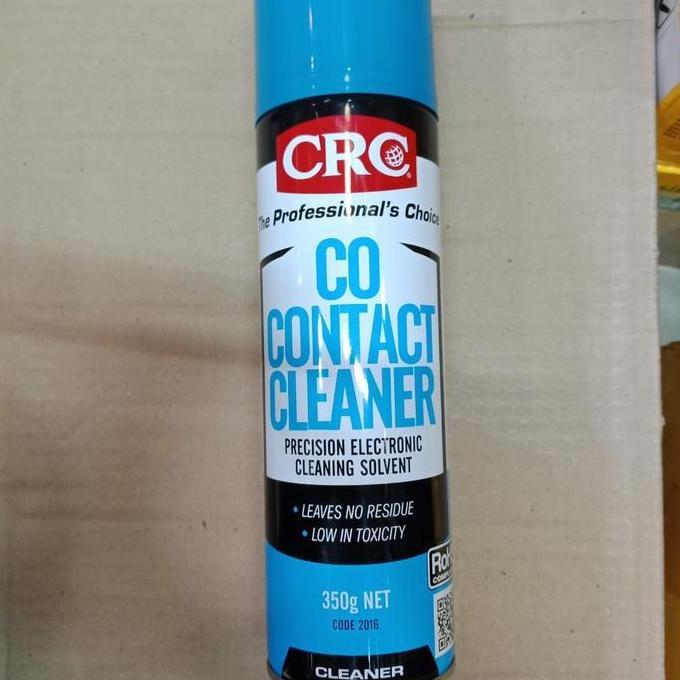 CRC
The Professional's Choice
CO
CONTACT
CLEANER
PRECISION ELECTRONIC
CLEANING SOLVENT
• LEAVES NO RESIDUE
• LOW IN TOXICITY
350g NET
CODE 2016
CLEANER